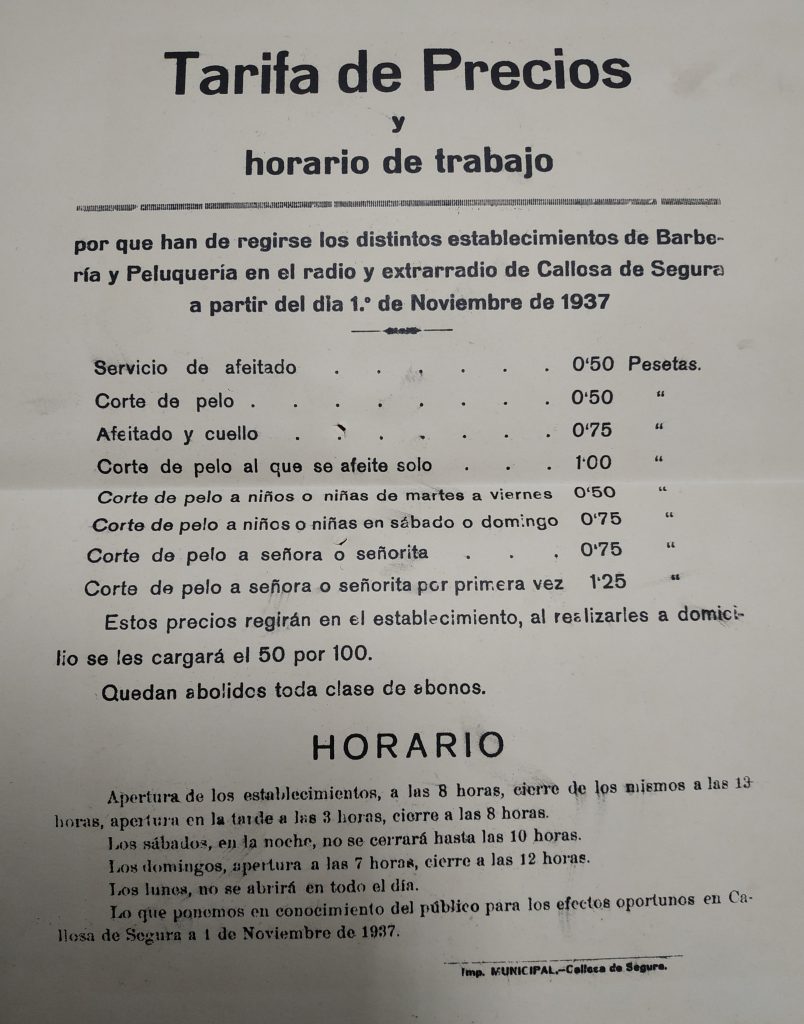 Tarifa de Precios
y
horario de trabajo
por que han de regirse los distintos establecimientos de Barbe-
ría y Peluquería en el radio y extrarradio de Callosa de Segura
a partir del dia 1.º de Noviembre de 1937
Servicio de afeitado . . . . . . 0'50 Pesetas.
Corte de pelo . . . . . . . . 0'50 “
Afeitado y cuello . . . . . . . 0'75 “
Corte de pelo al que se afeite solo . . . 1'00 “
Corte de pelo a niños o niñas de martes a viernes 0'50 “
Corte de pelo a niños o niñas en sábado o domingo 0'75 “
Corte de pelo a señora o señorita . . . 0'75 “
Corte de pelo a señora o señorita por primera vez 1'25 “
Estos precios regirán en el establecimiento, al realizarles a domici-
lio se les cargará el 50 por 100.
Quedan abolidos toda clase de abonos.
HORARIO
Apertura de los establecimientos, a las 8 horas, cierre de los mismos a las 13
horas, apertura en la tarde a las 3 horas, cierre a las 8 horas.
Los sábados, en la noche, no se cerrará hasta las 10 horas.
Los domingos, apertura a las 7 horas, cierre a las 12 horas.
Los lunes, no se abrirá en todo el día.
Lo que ponemos en conocimiento del público para los efectos oportunos en Ca-
llosa de Segura a 1 de Noviembre de 1937.
Imp. MUNICIPAL.-Callosa de Segura.